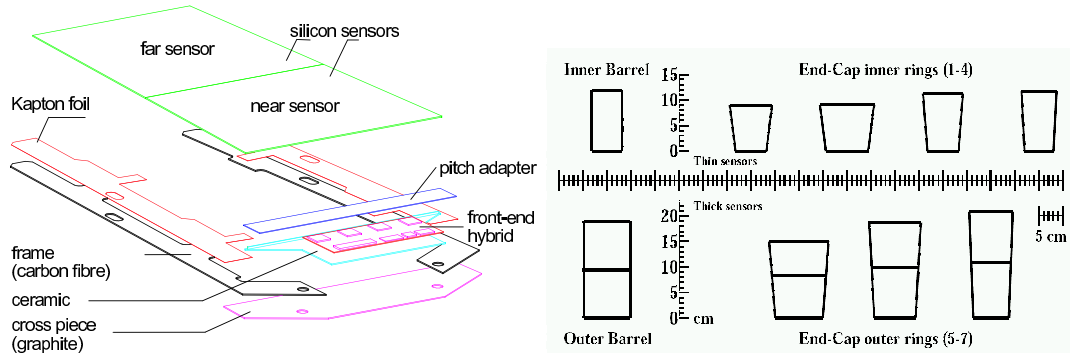 silicon sensors
far sensor
near sensor
Kapton foil
pitch adapter
front-end
hybrid
frame
(carbon fibre)
ceramic
cross piece
(graphite)
Inner Barrel
15
End-Cap inner rings (1-4)
10
5
0
Thin sensors
Thick sensors
20
15
10
5
0
cm
5 cm
Outer Barrel
End-Cap outer rings (5-7)